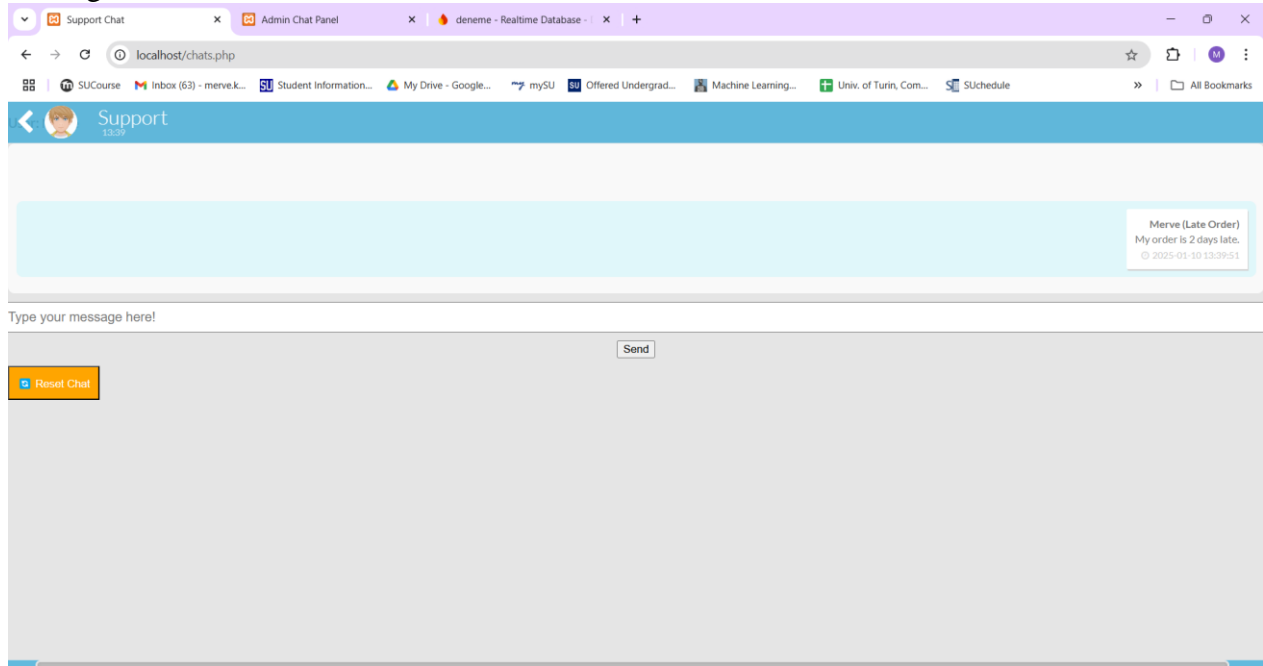 Support Chat
Admin Chat Panel
deneme - Realtime Database -
localhost/chats.php
M
SUCourse
Inbox (63) - merve.k...
SU Student Information...
My Drive - Google...
mySU
SU Offered Undergrad...
Machine Learning...
Univ. of Turin, Com...
SUchedule
All Bookmarks
Support
13:39
Merve (Late Order)
My order is 2 days late.
2025-01-10 13:39:51
Type your message here!
Send
Reset Chat